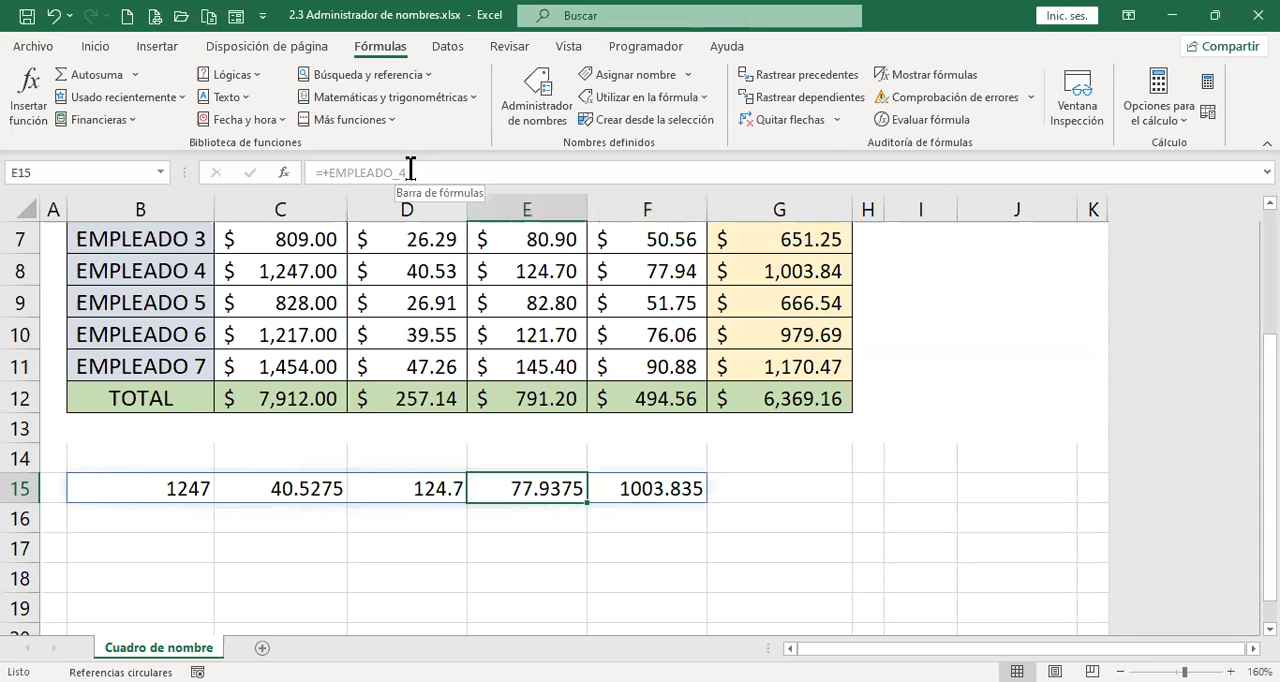 2.3 Administrador de nombres.xlsx - Excel
Buscar
Inic. ses.
Archivo Inicio Insertar Disposición de página Fórmulas Datos Revisar Vista Programador Ayuda
Compartir
Insertar función
Autosuma
Usado recientemente
Financieras
Lógicas
Texto
Fecha y hora
Búsqueda y referencia
Matemáticas y trigonométricas
Más funciones
Biblioteca de funciones
Administrador de nombres
Asignar nombre
Utilizar en la fórmula
Crear desde la selección
Nombres definidos
Rastrear precedentes
Rastrear dependientes
Quitar flechas
Mostrar fórmulas
Comprobación de errores
Evaluar fórmula
Auditoría de fórmulas
Ventana Inspección
Opciones para el cálculo
Cálculo
E15
fx
=+EMPLEADO_4
Barra de fórmulas
A B C D E F G H I J K
7 EMPLEADO 3 $ 809.00 $ 26.29 $ 80.90 $ 50.56 $ 651.25
8 EMPLEADO 4 $ 1,247.00 $ 40.53 $ 124.70 $ 77.94 $ 1,003.84
9 EMPLEADO 5 $ 828.00 $ 26.91 $ 82.80 $ 51.75 $ 666.54
10 EMPLEADO 6 $ 1,217.00 $ 39.55 $ 121.70 $ 76.06 $ 979.69
11 EMPLEADO 7 $ 1,454.00 $ 47.26 $ 145.40 $ 90.88 $ 1,170.47
12 TOTAL $ 7,912.00 $ 257.14 $ 791.20 $ 494.56 $ 6,369.16
13
14
15 1247 40.5275 124.7 77.9375 1003.835
16
17
18
19
Cuadro de nombre
Listo Referencias circulares 160%